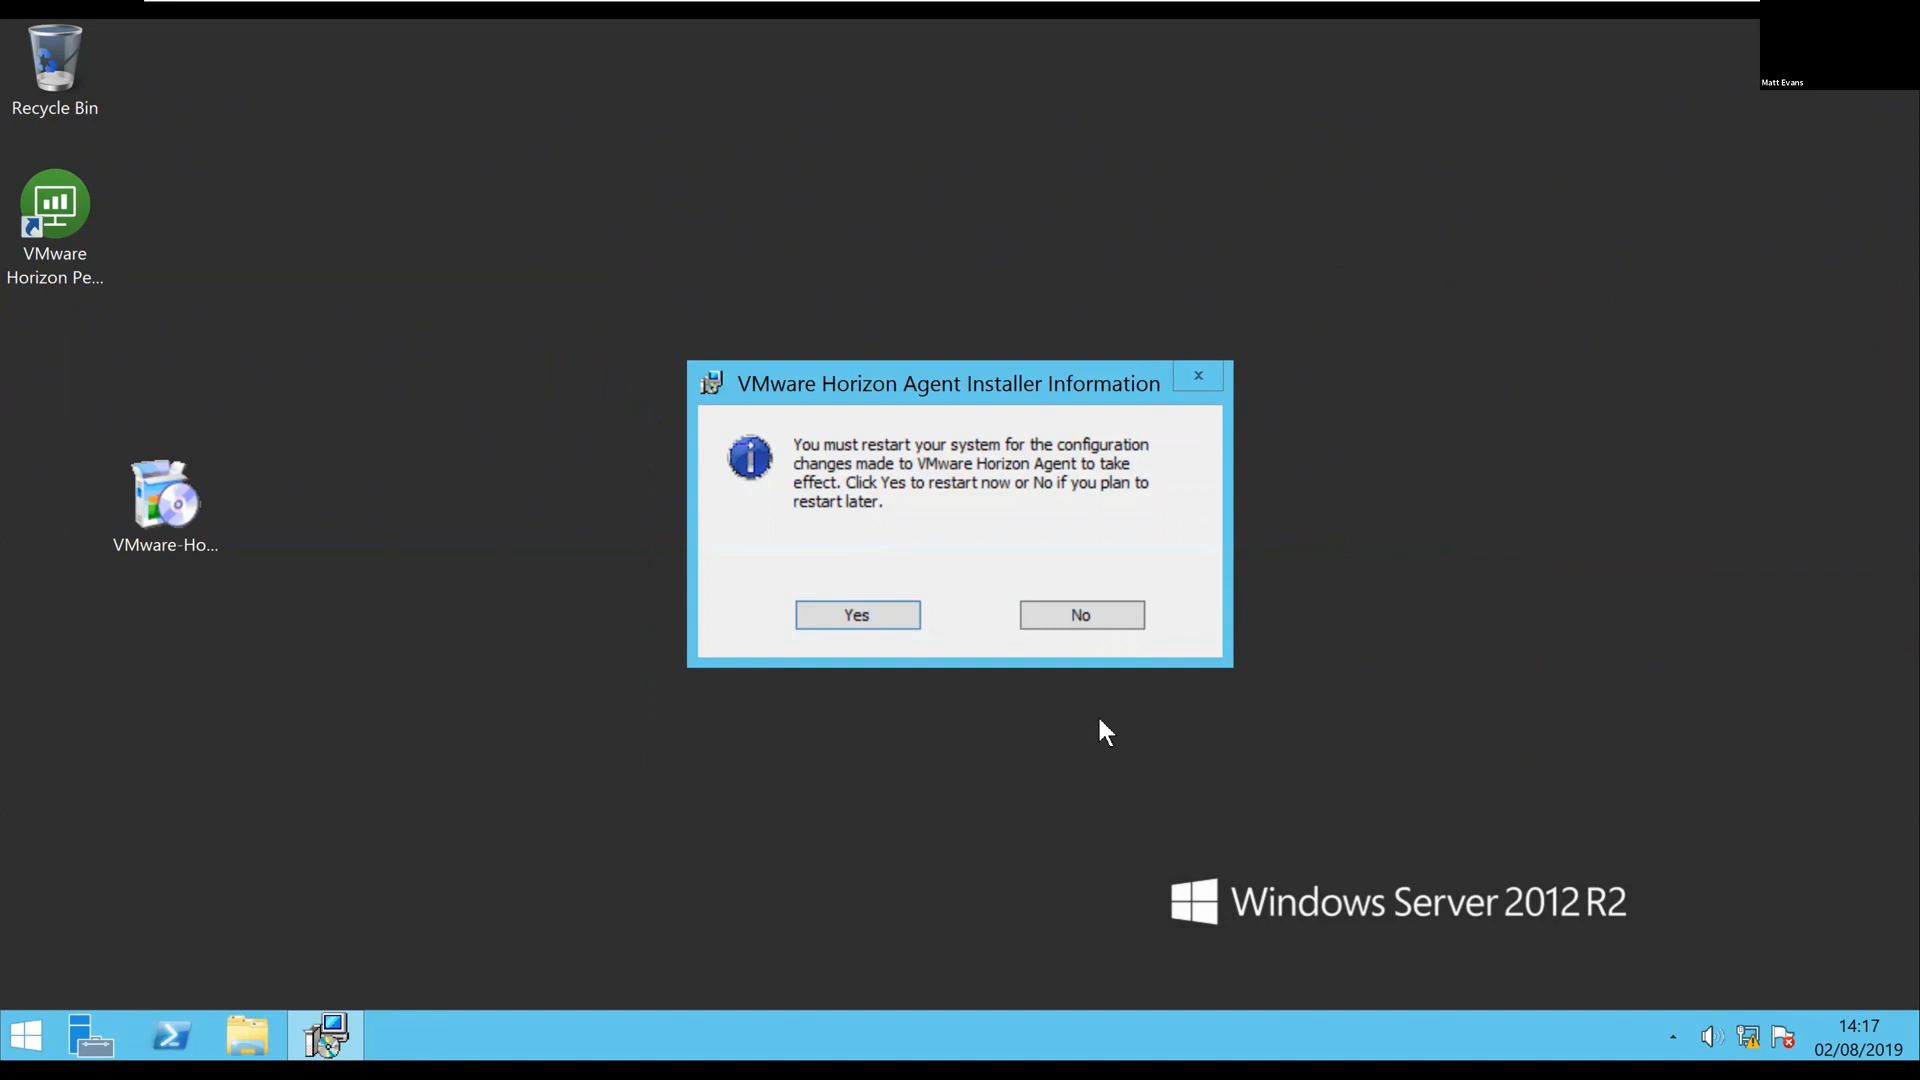 Matt Evans
Recycle Bin
VMware
Horizon Pe...
VMware Horizon Agent Installer Information
x
You must restart your system for the configuration
changes made to VMware Horizon Agent to take
effect. Click Yes to restart now or No if you plan to
restart later.
VMware-Ho...
Yes
No
Windows Server 2012 R2
14:17
02/08/2019